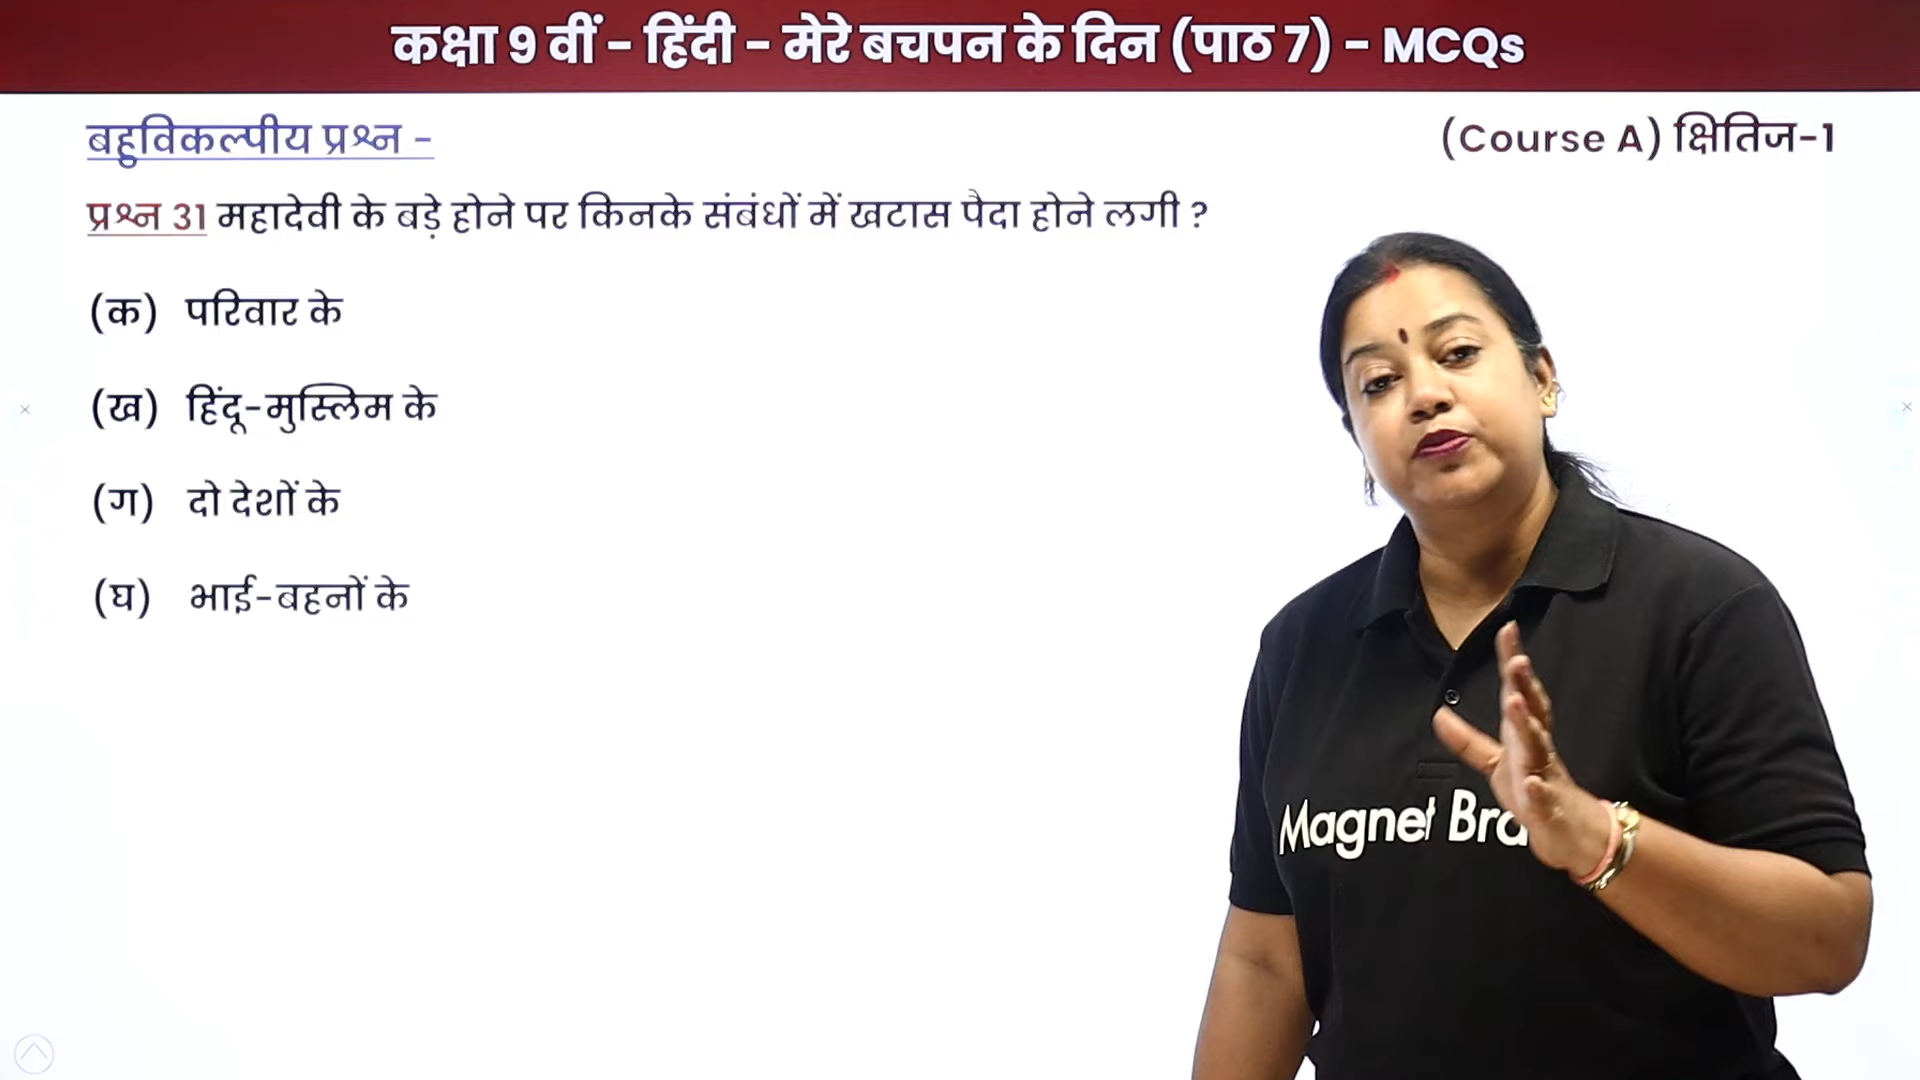 कक्षा 9 वीं - हिंदी - मेरे बचपन के दिन (पाठ 7) - MCQs
बहुविकल्पीय प्रश्न -
(Course A) क्षितिज-1
प्रश्न 31 महादेवी के बड़े होने पर किनके संबंधों में खटास पैदा होने लगी ?
(क) परिवार के
(ख) हिंदू-मुस्लिम के
(ग) दो देशों के
(घ) भाई-बहनों के
Magnet Bra